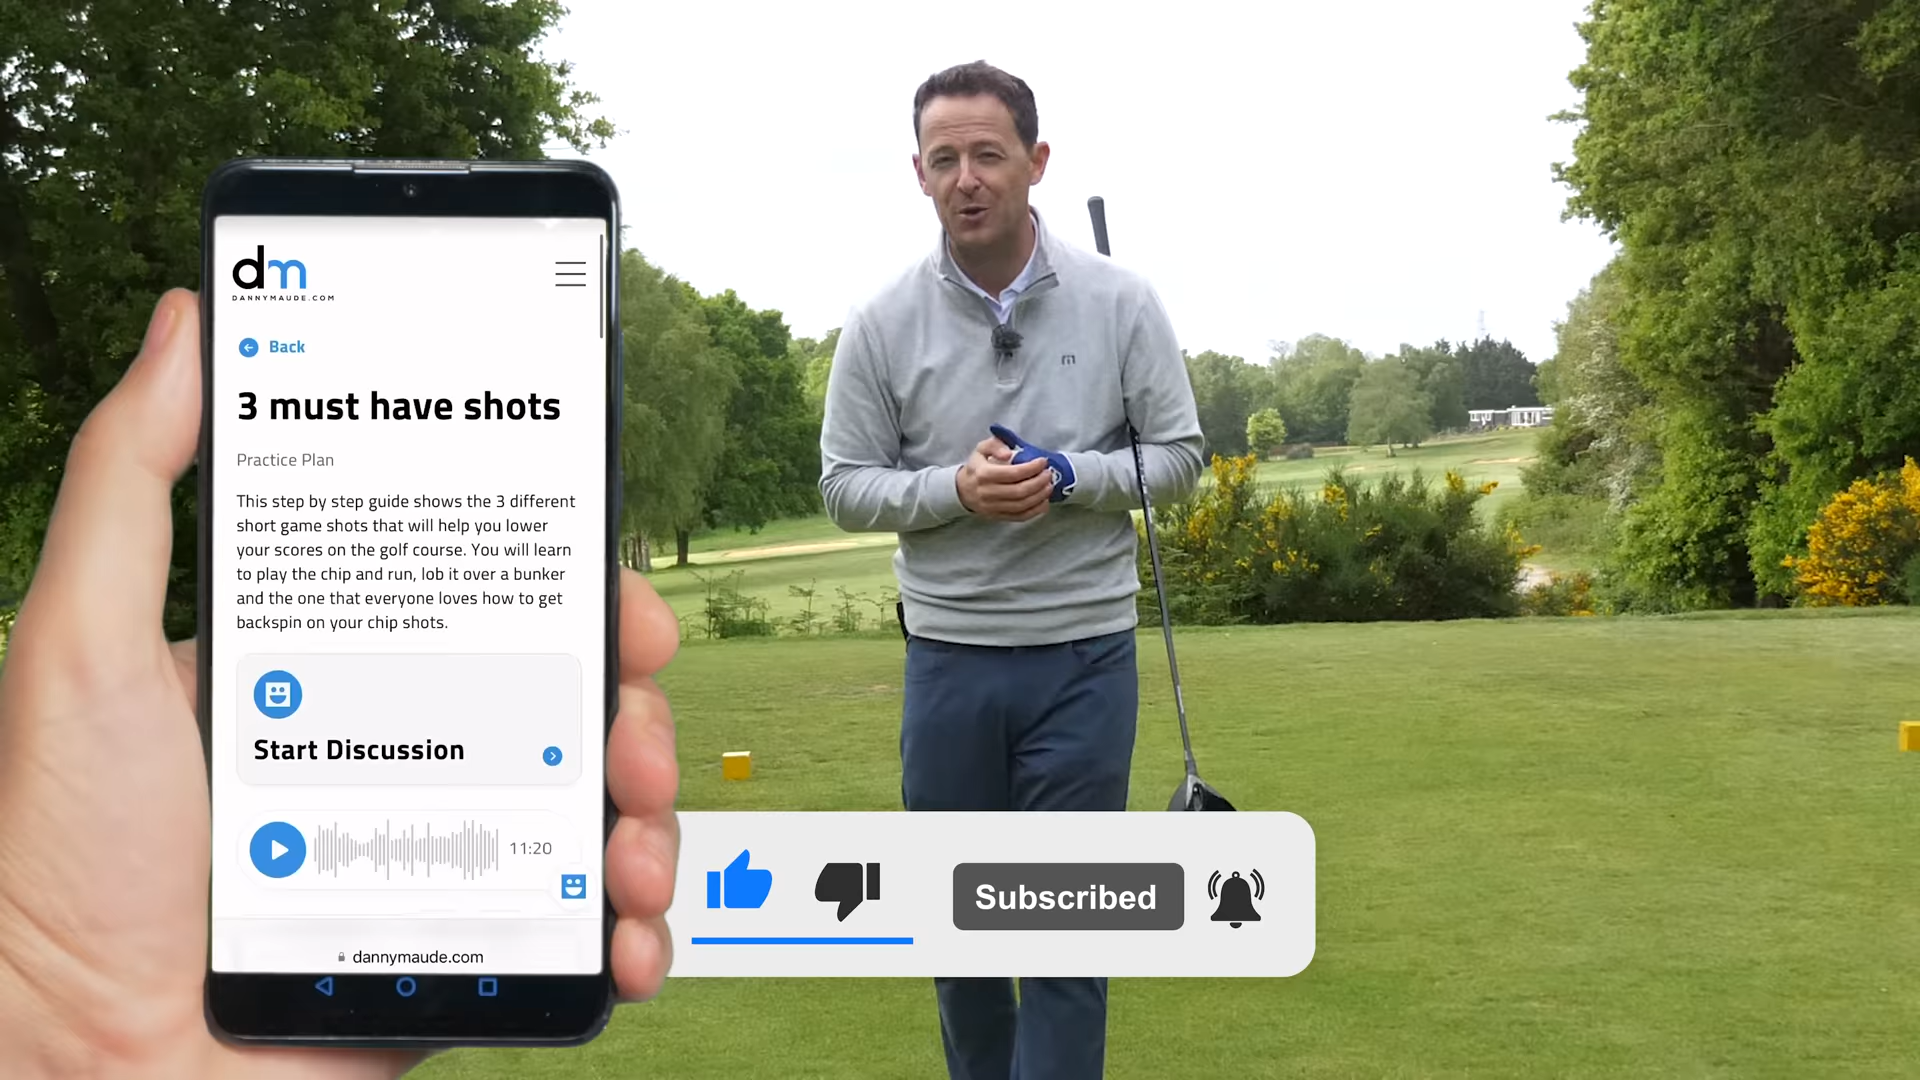 dm
DANNYMAUDE.COM
Back
3 must have shots
Practice Plan
This step by step guide shows the 3 different
short game shots that will help you lower
your scores on the golf course. You will learn
to play the chip and run, lob it over a bunker
and the one that everyone loves how to get
backspin on your chip shots.
Start Discussion
11:20
dannymaude.com
Subscribed